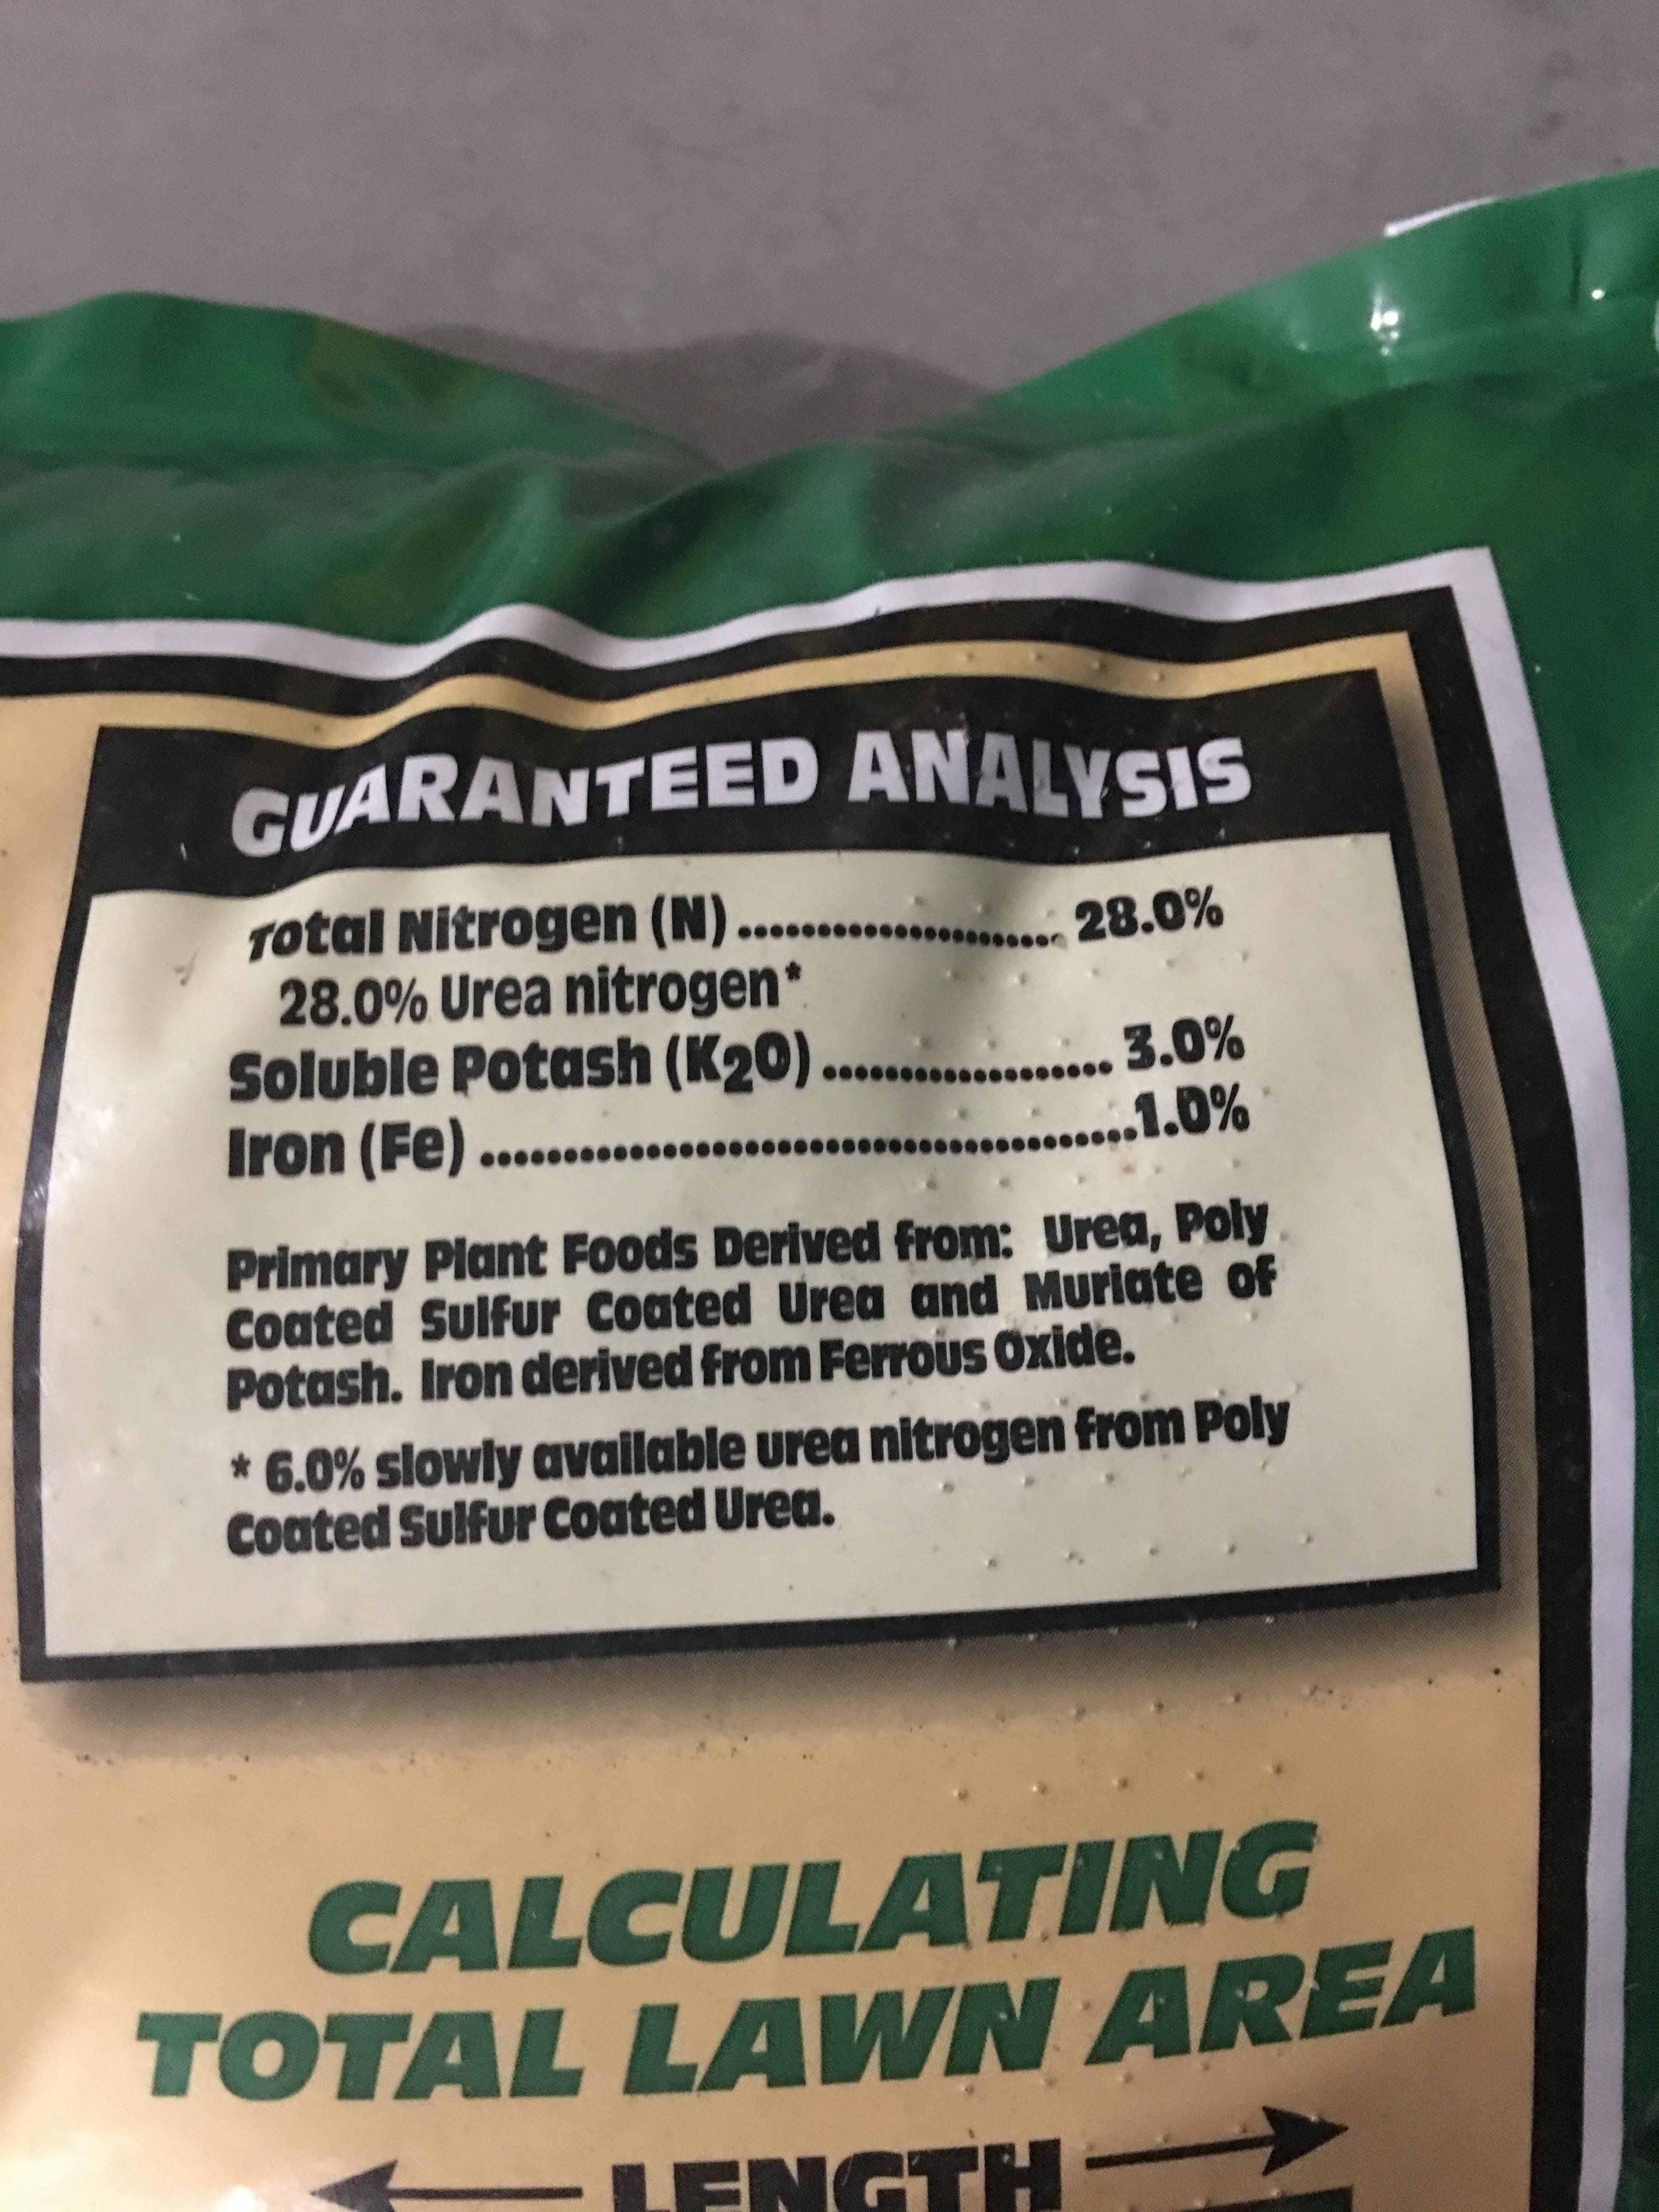 GUARANTEED ANALYSIS
Total Nitrogen (N)........................ 28.0%
28.0% Urea nitrogen*
Soluble Potash (K2O)................... 3.0%
Iron (Fe) ..........................................1.0%
Primary Plant Foods Derived from: Urea, Poly
Coated Sulfur Coated Urea and Muriate of
Potash. Iron derived from Ferrous Oxide.
* 6.0% slowly available urea nitrogen from Poly
Coated Sulfur Coated Urea.
CALCULATING
TOTAL LAWN AREA
LENGTH